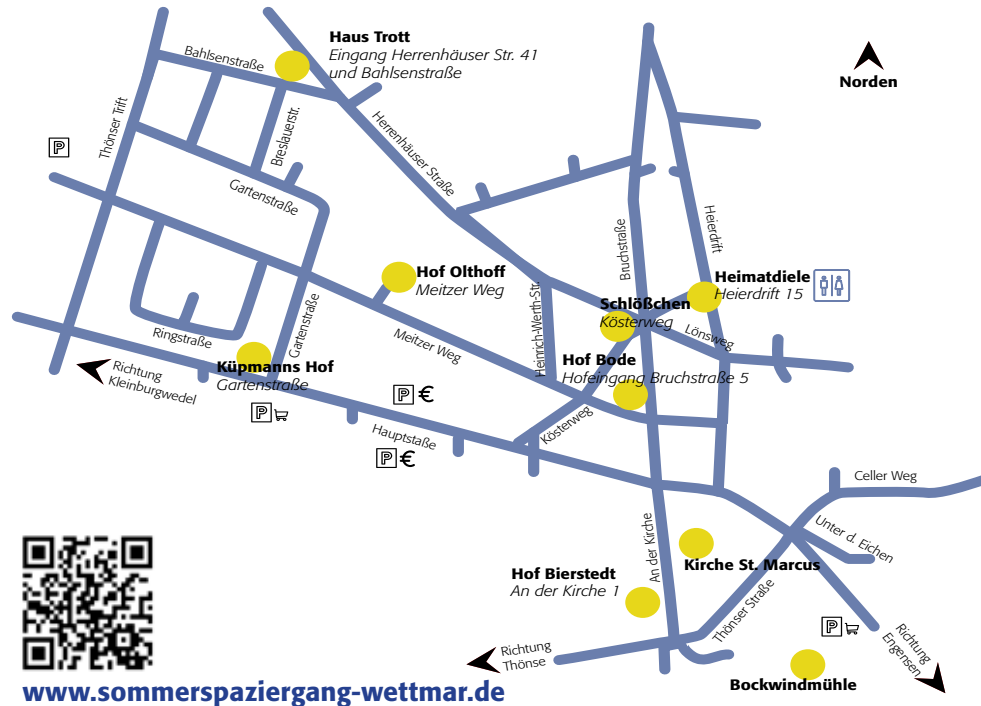 Haus Trott
Eingang Herrenhäuser Str. 41
und Bahlsenstraße
Norden
Bahlsenstraße
Thönser Trift
Breslauerstr.
P
Herrenhäuser Straße
Gartenstraße
Bruchstraße
Heierdrift
Hof Olthoff
Meitzer Weg
Heimatdiele
Heierdrift 15
Schlößchen
Kösterweg
Heinrich-Werth-Str.
Lönsweg
Ringstraße
Gartenstraße
Meitzer Weg
Hof Bode
Hofeingang Bruchstraße 5
Küpmanns Hof
Gartenstraße
Richtung
Kleinburgwedel
P €
P
Kösterweg
Hauptstaße
P €
Celler Weg
Unter d. Eichen
An der Kirche
Kirche St. Marcus
Hof Bierstedt
An der Kirche 1
Thönser Straße
P
Richtung
Engensen
Richtung
Thönse
Bockwindmühle
www.sommerspaziergang-wettmar.de